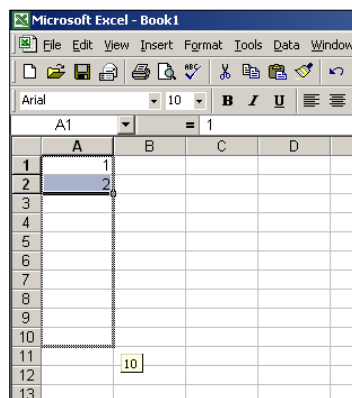 Microsoft Excel - Book1
File Edit View Insert Format Tools Data Window
Arial 10 B I U
A1 = 1
A B C D
1 1
2 2
3
4
5
6
7
8
9
10
11 10
12
13